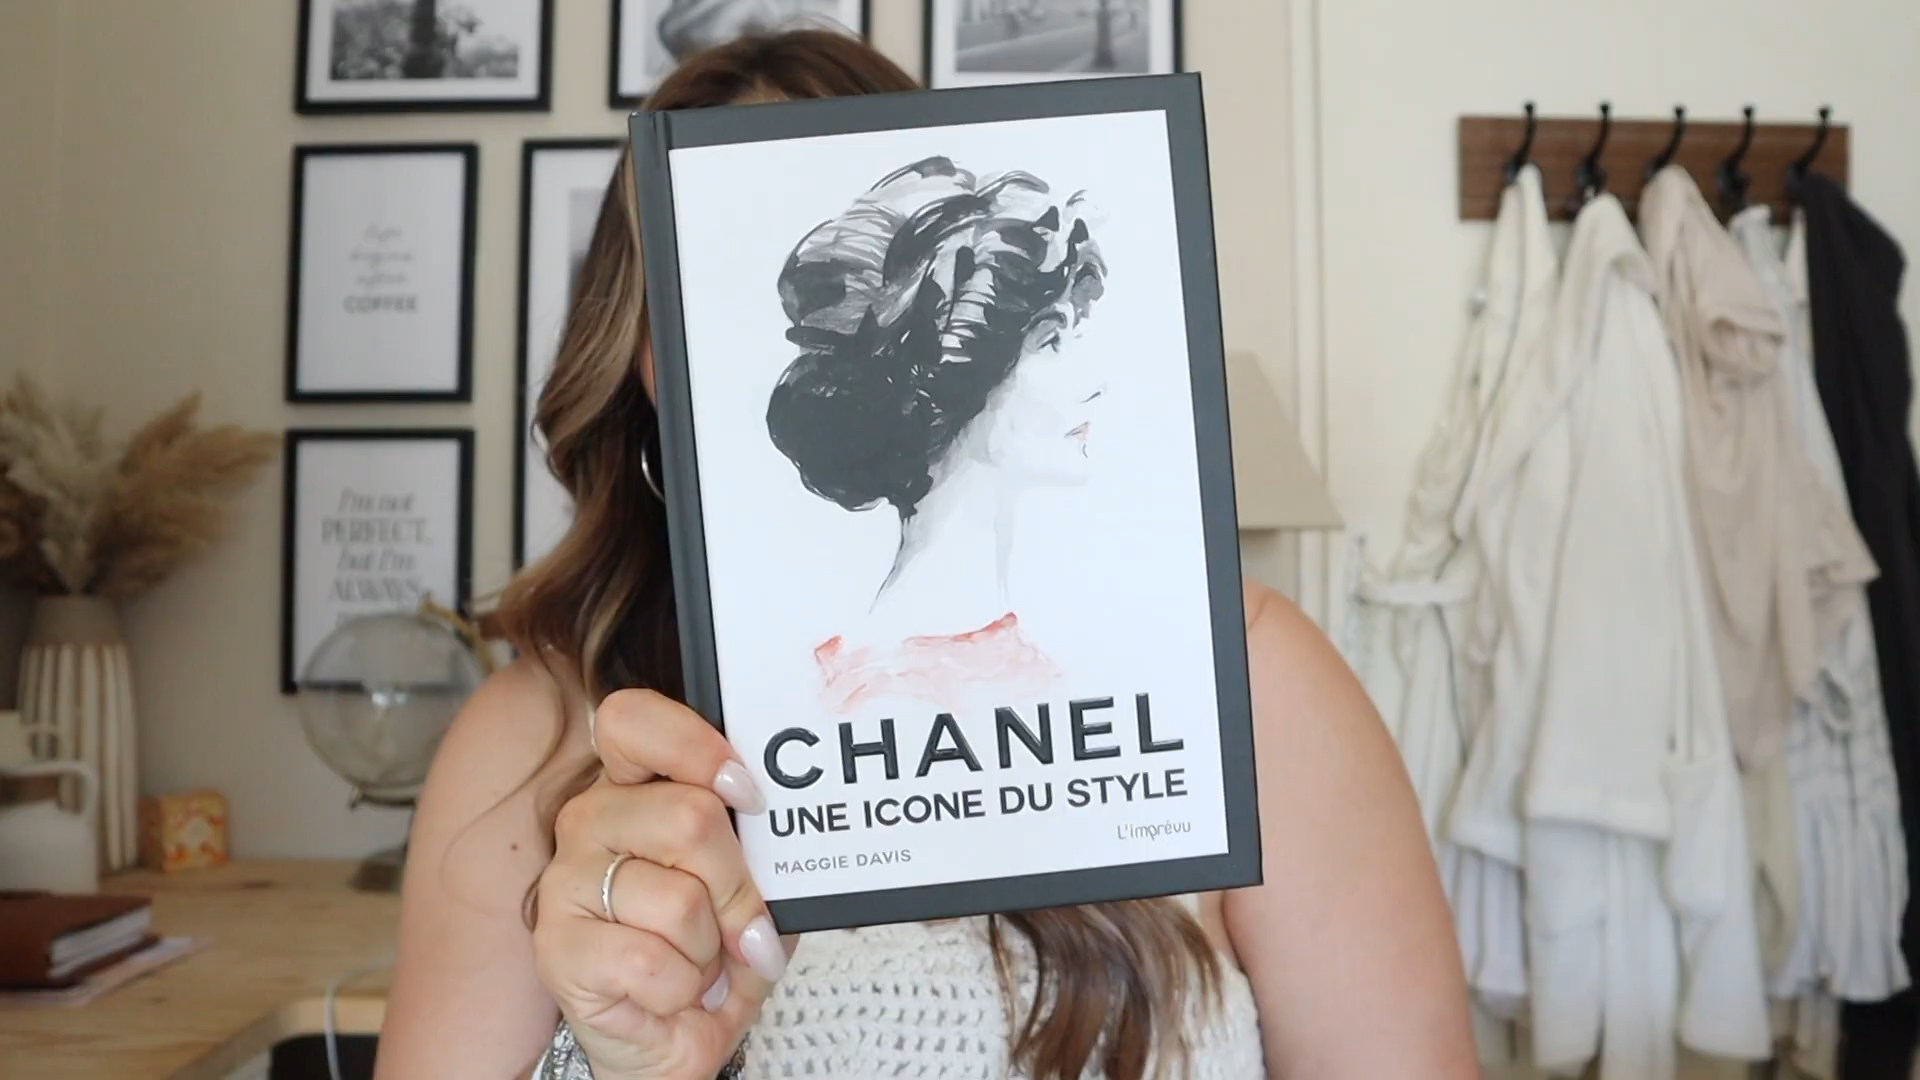 COFFEE
I'm not
PERFECT,
but I'm
ALWAYS
CHANEL
UNE ICONE DU STYLE
L'imprévu
MAGGIE DAVIS